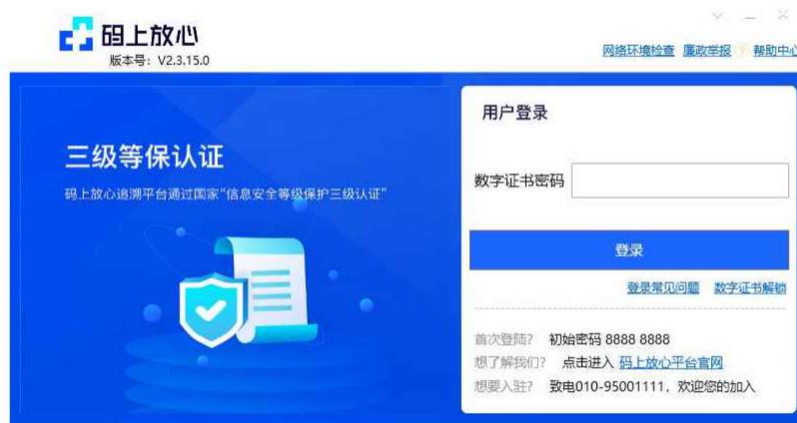 码上放心
版本号：V2.3.15.0
网络环境检查 廉政举报 ? 帮助中心
三级等保认证
码上放心追溯平台通过国家“信息安全等级保护三级认证”
用户登录
数字证书密码
登录
登录常见问题 数字证书解锁
首次登陆? 初始密码 8888 8888
想了解我们? 点击进入 码上放心平台官网
想要入驻? 致电010-95001111，欢迎您的加入